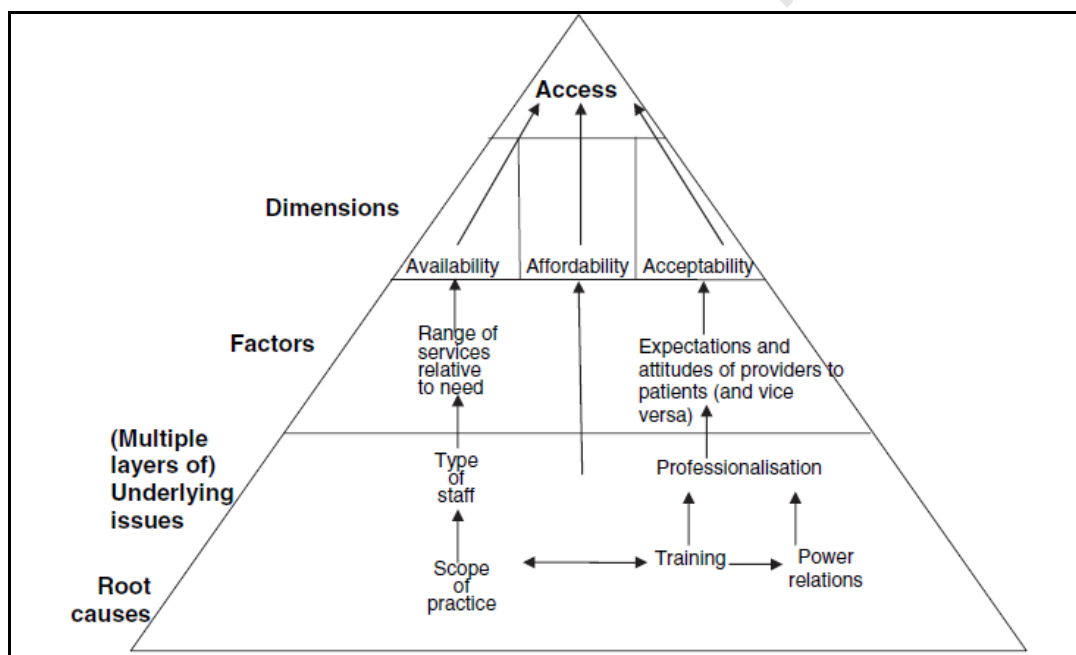 Access
Dimensions
Availability Affordability Acceptability
Factors
Range of
services
relative
to need
Expectations and
attitudes of providers to
patients (and vice
versa)
(Multiple
layers of)
Underlying
issues
Type
of
staff
Professionalisation
Root
causes
Scope
of
practice
Training
Power
relations